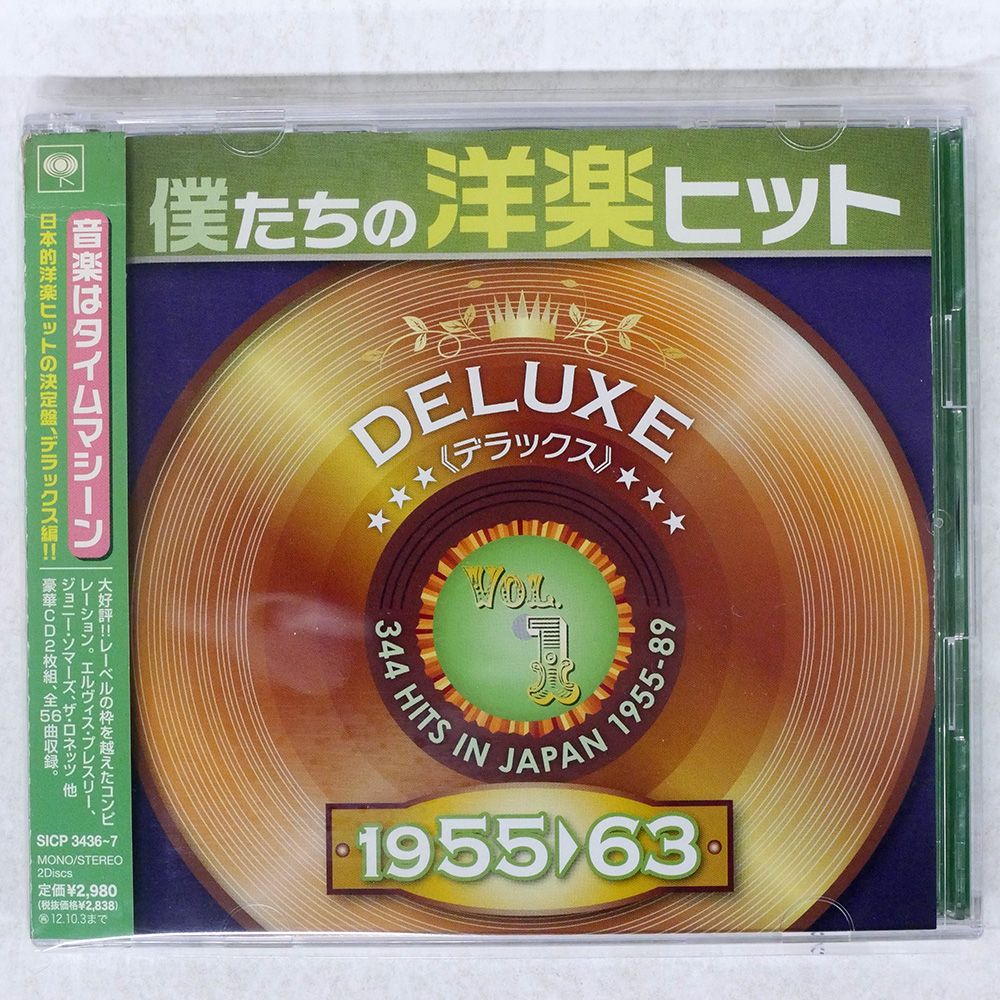 僕たちの洋楽ヒット
DELUXE
《デラックス》
VOL.
1
344 HITS IN JAPAN 1955-89
1955▶63
音楽はタイムマシーン
日本的洋楽ヒットの決定盤、デラックス編!!
大好評!!レーベルの枠を越えたコンピ
レーション。エルヴィス・プレスリー、
ジョニー・ソマーズ、ザ・ロネッツ 他
豪華CD2枚組、全56曲収録。
SICP 3436~7
MONO/STEREO
2Discs
定価¥2,980
(税抜価格¥2,838)
㋐12.10.3まで